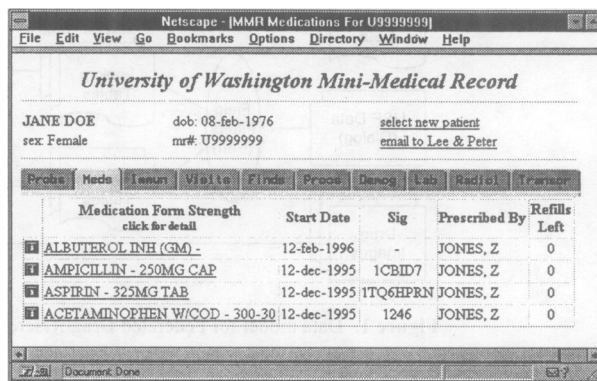 Netscape - [MMR Medications For U9999999]
File Edit View Go Bookmarks Options Directory Window Help
University of Washington Mini-Medical Record
JANE DOE dob: 08-feb-1976 select new patient
sex: Female mr#: U9999999 email to Lee & Peter
Probs Meds Immun Visits Finds Procs Demog Lab Radiol Transcr
Medication Form Strength Start Date Sig Prescribed By Refills Left
click for detail
ALBUTEROL INH (GM) - 12-feb-1996 - JONES, Z 0
AMPICILLIN - 250MG CAP 12-dec-1995 1CBID7 JONES, Z 0
ASPIRIN - 325MG TAB 12-dec-1995 1TQ6HPRN JONES, Z 0
ACETAMINOPHEN W/COD - 300-30 12-dec-1995 1246 JONES, Z 0
Document Done